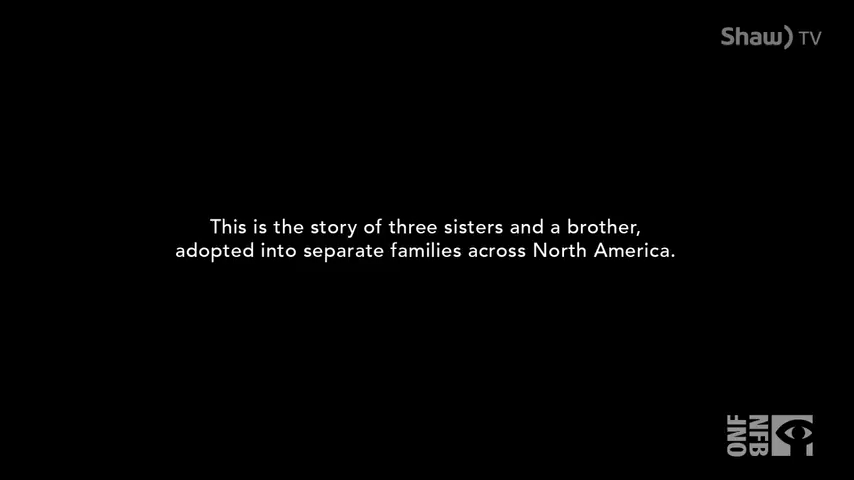 Shaw) TV
This is the story of three sisters and a brother,
adopted into separate families across North America.
ONF
NFB